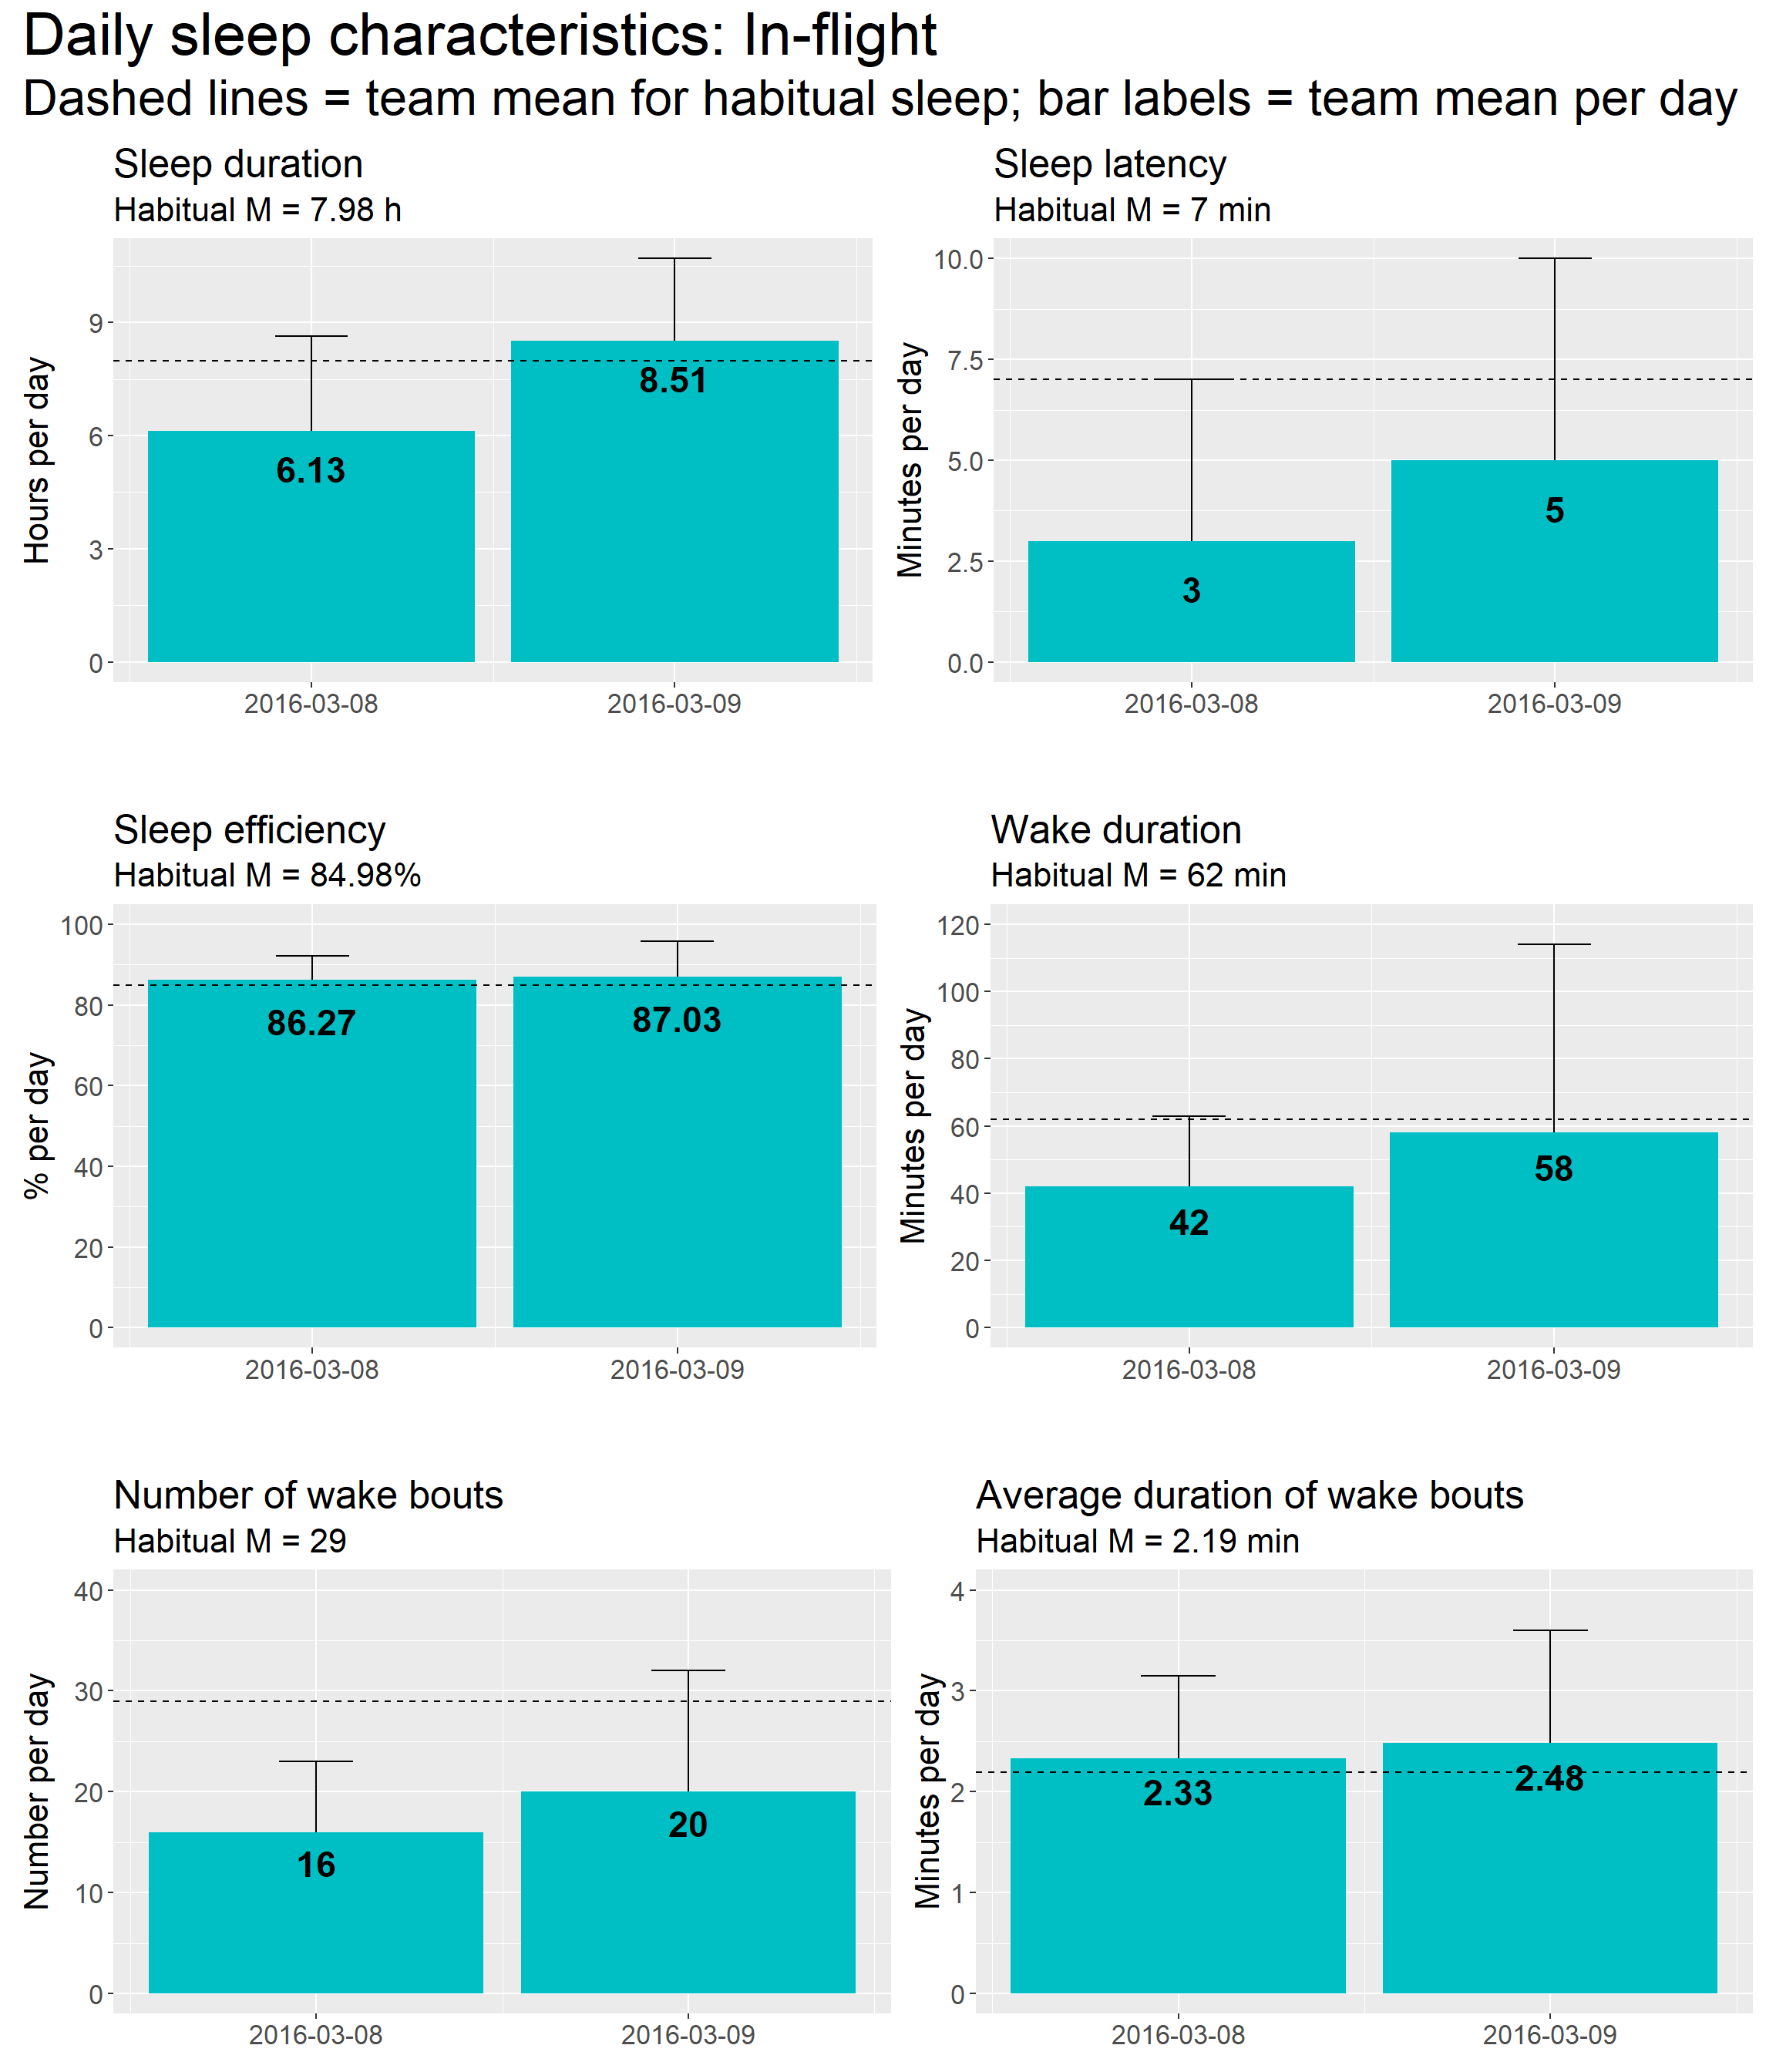 Daily sleep characteristics: In-flight
Dashed lines = team mean for habitual sleep; bar labels = team mean per day
Sleep duration
Habitual M = 7.98 h
Hours per day
9
6
3
0
6.13
8.51
2016-03-08
2016-03-09
Sleep latency
Habitual M = 7 min
Minutes per day
10.0
7.5
5.0
2.5
0.0
3
5
2016-03-08
2016-03-09
Sleep efficiency
Habitual M = 84.98%
% per day
100
80
60
40
20
0
86.27
87.03
2016-03-08
2016-03-09
Wake duration
Habitual M = 62 min
Minutes per day
120
100
80
60
40
20
0
42
58
2016-03-08
2016-03-09
Number of wake bouts
Habitual M = 29
Number per day
40
30
20
10
0
16
20
2016-03-08
2016-03-09
Average duration of wake bouts
Habitual M = 2.19 min
Minutes per day
4
3
2
1
0
2.33
2.48
2016-03-08
2016-03-09